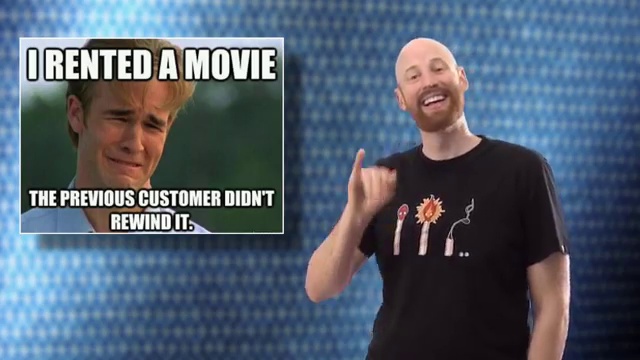 I RENTED A MOVIE
THE PREVIOUS CUSTOMER DIDN'T
REWIND IT.